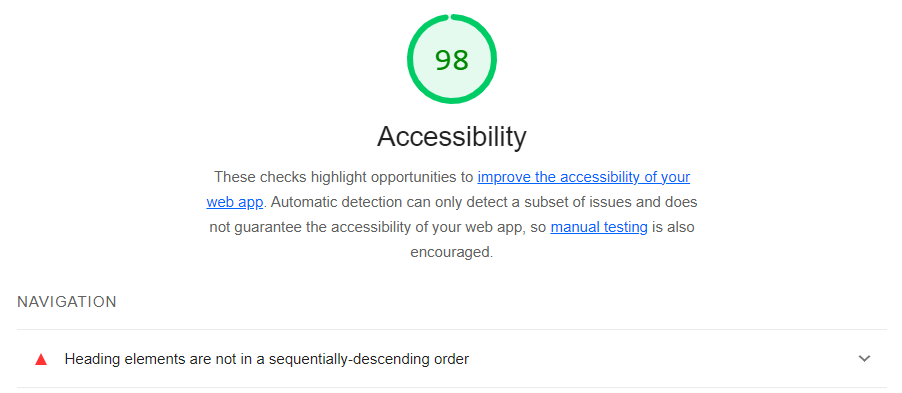 98
Accessibility
These checks highlight opportunities to improve the accessibility of your
web app. Automatic detection can only detect a subset of issues and does
not guarantee the accessibility of your web app, so manual testing is also
encouraged.
NAVIGATION
Heading elements are not in a sequentially-descending order